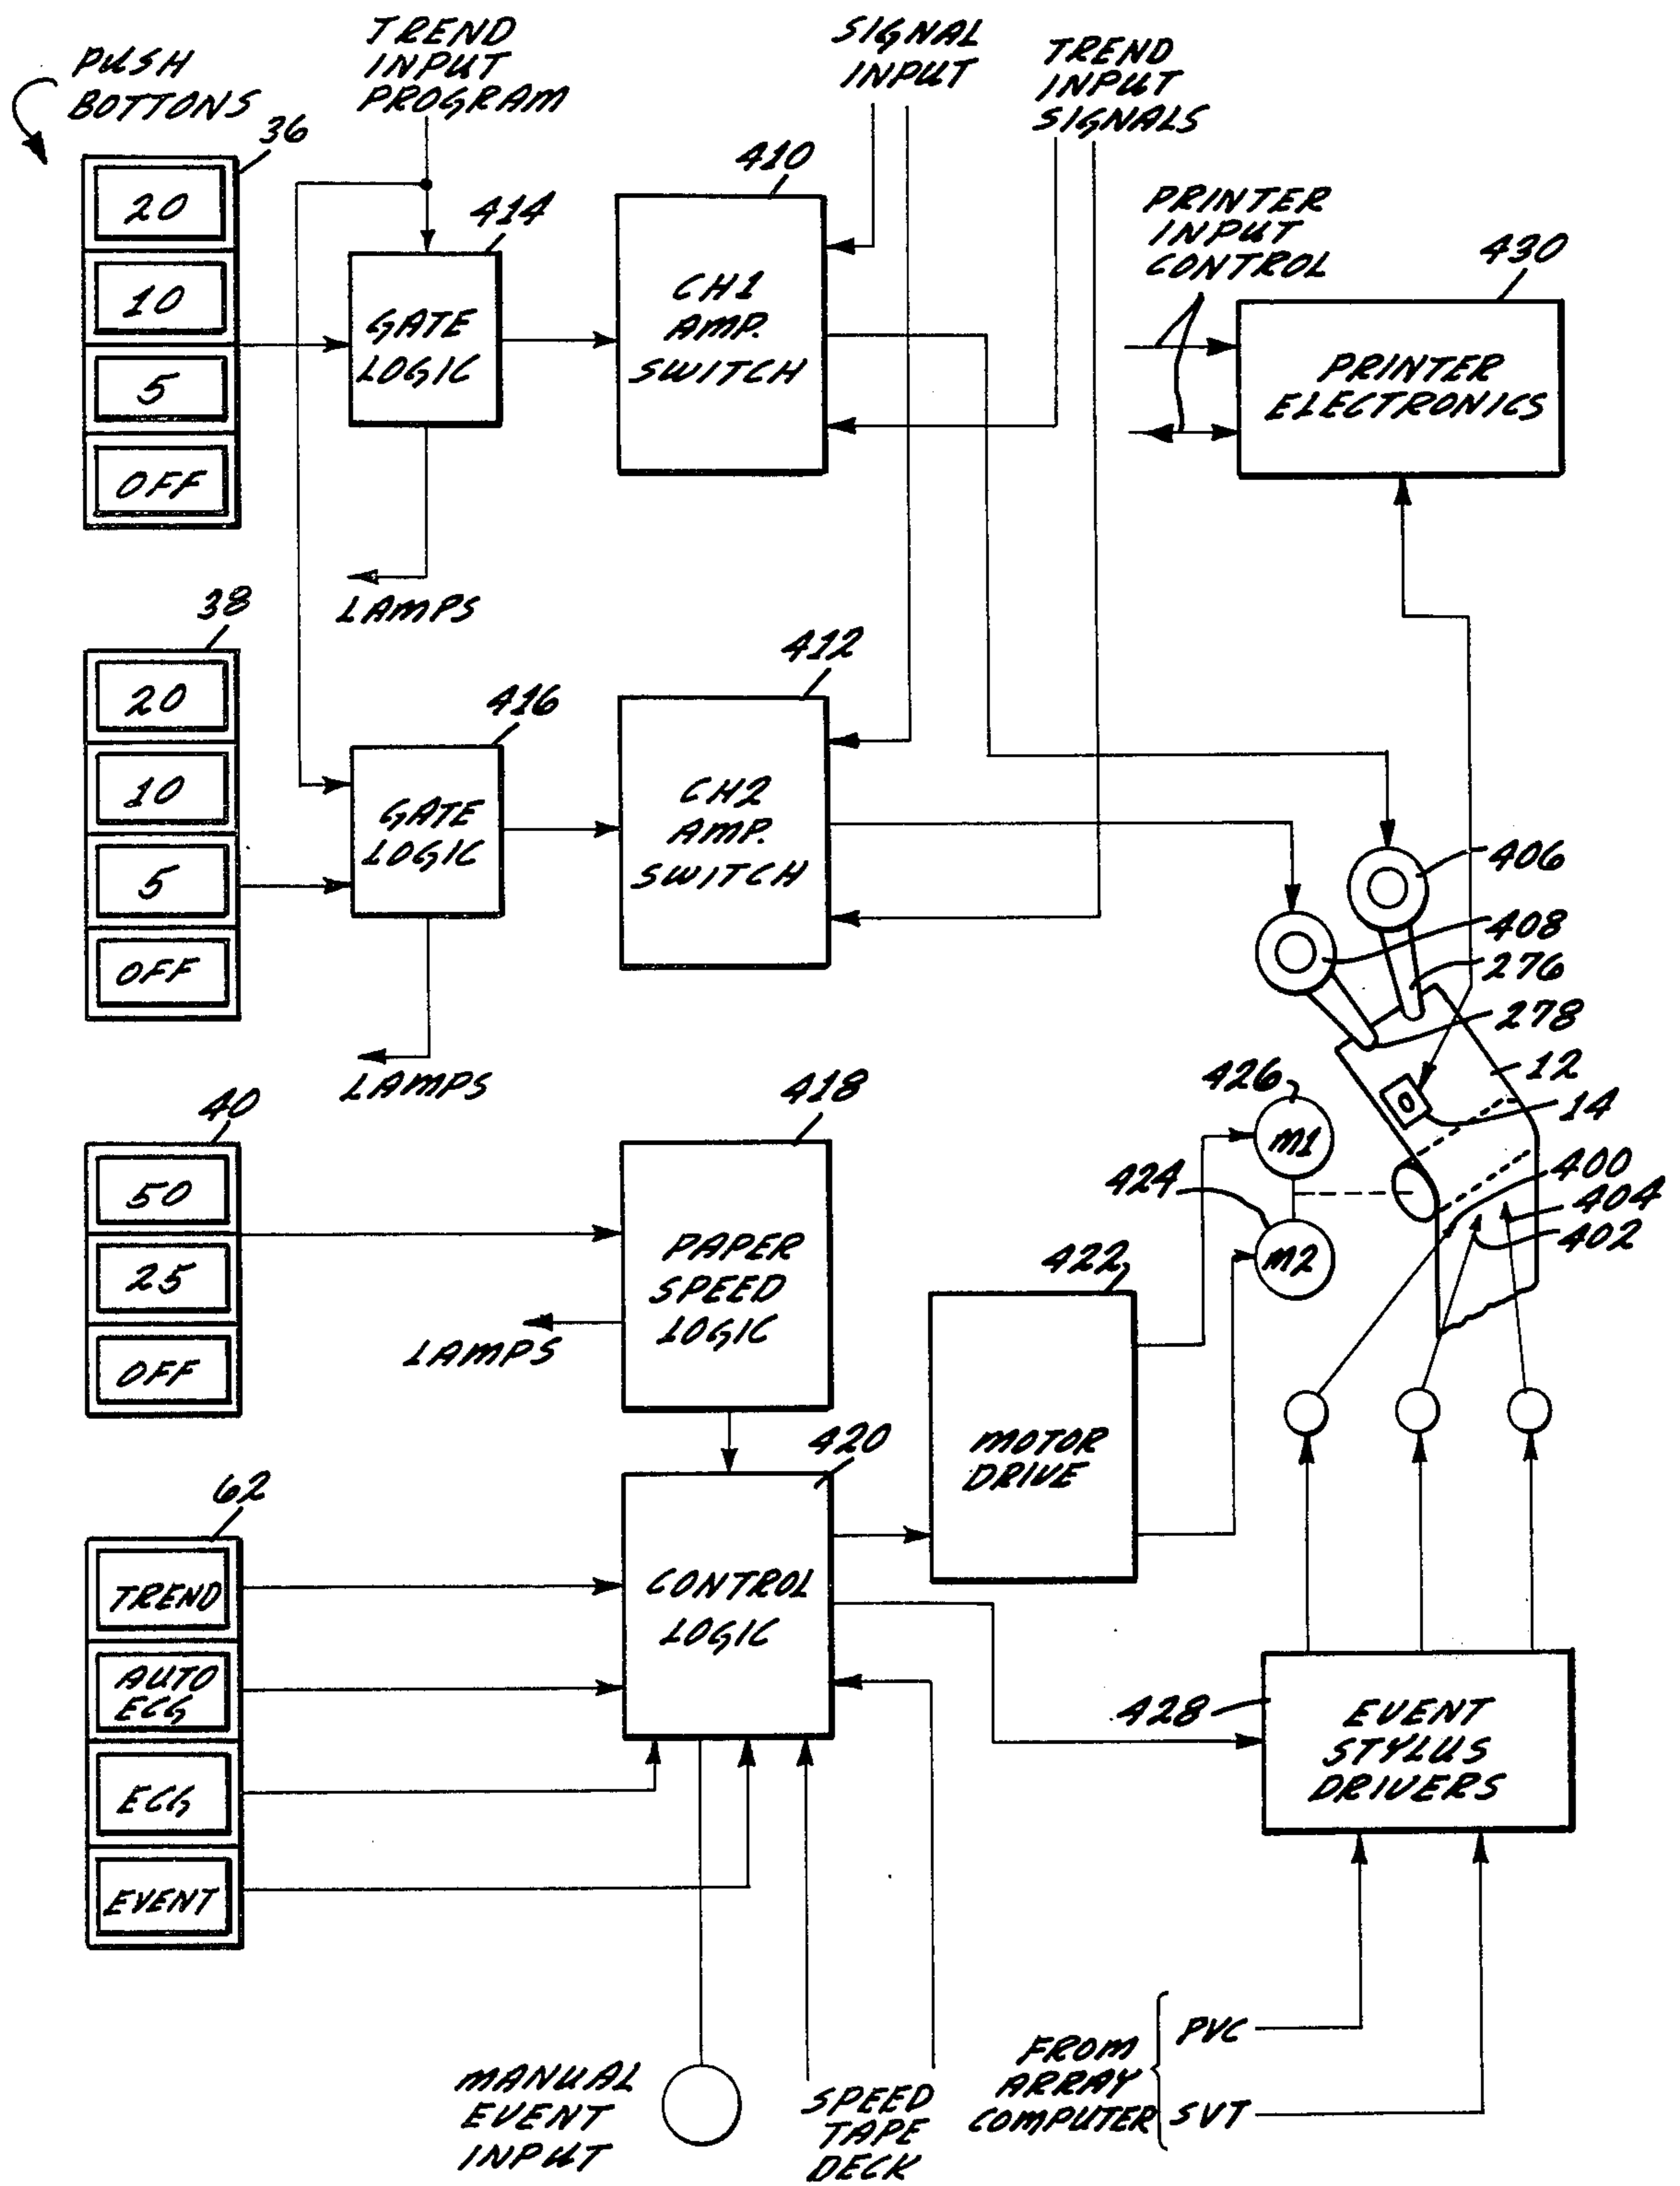 PUSH
BOTTONS
TREND
INPUT
PROGRAM
SIGNAL
INPUT
TREND
INPUT
SIGNALS
36
20
10
5
OFF
414
GATE
LOGIC
LAMPS
410
CH1
AMP.
SWITCH
PRINTER
INPUT
CONTROL
430
PRINTER
ELECTRONICS
38
20
10
5
OFF
416
GATE
LOGIC
LAMPS
412
CH2
AMP.
SWITCH
406
408
276
278
12
14
400
404
402
40
50
25
OFF
418
PAPER
SPEED
LOGIC
LAMPS
426
M1
424
M2
422
MOTOR
DRIVE
62
TREND
AUTO
ECG
ECG
EVENT
420
CONTROL
LOGIC
428
EVENT
STYLUS
DRIVERS
MANUAL
EVENT
INPUT
SPEED
TAPE
DECK
FROM
ARRAY
COMPUTER
PVC
SVT